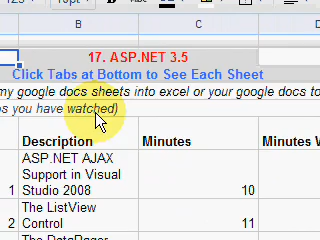 B C
17. ASP.NET 3.5
Click Tabs at Bottom to See Each Sheet
my google docs sheets into excel or your google docs to
you have watched)
Description Minutes Minutes
1 ASP.NET AJAX
Support in Visual
Studio 2008 10
2 The ListView
Control 11